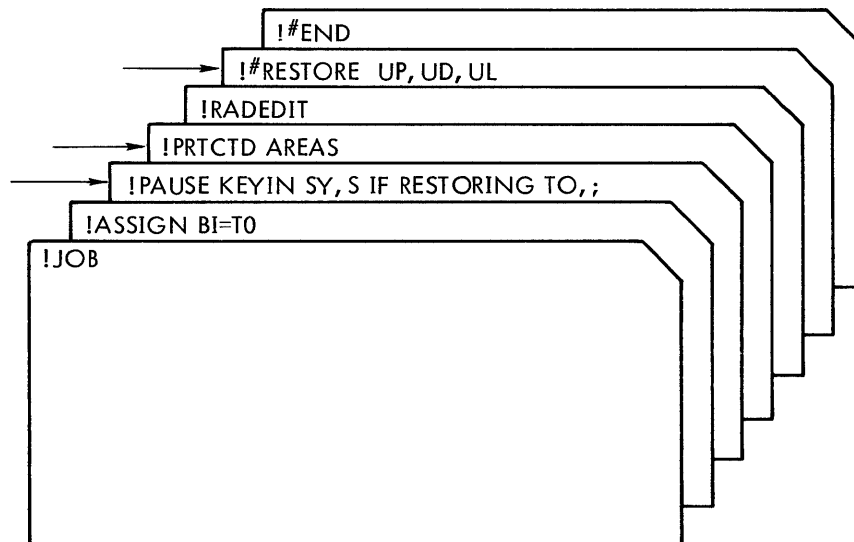 !#END
!#RESTORE UP, UD, UL
!RADEDIT
!PRTCTD AREAS
!PAUSE KEYIN SY, S IF RESTORING TO, ;
!ASSIGN BI=T0
!JOB